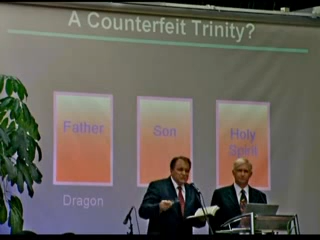 A Counterfeit Trinity?
Father
Son
Holy
Spirit
Dragon